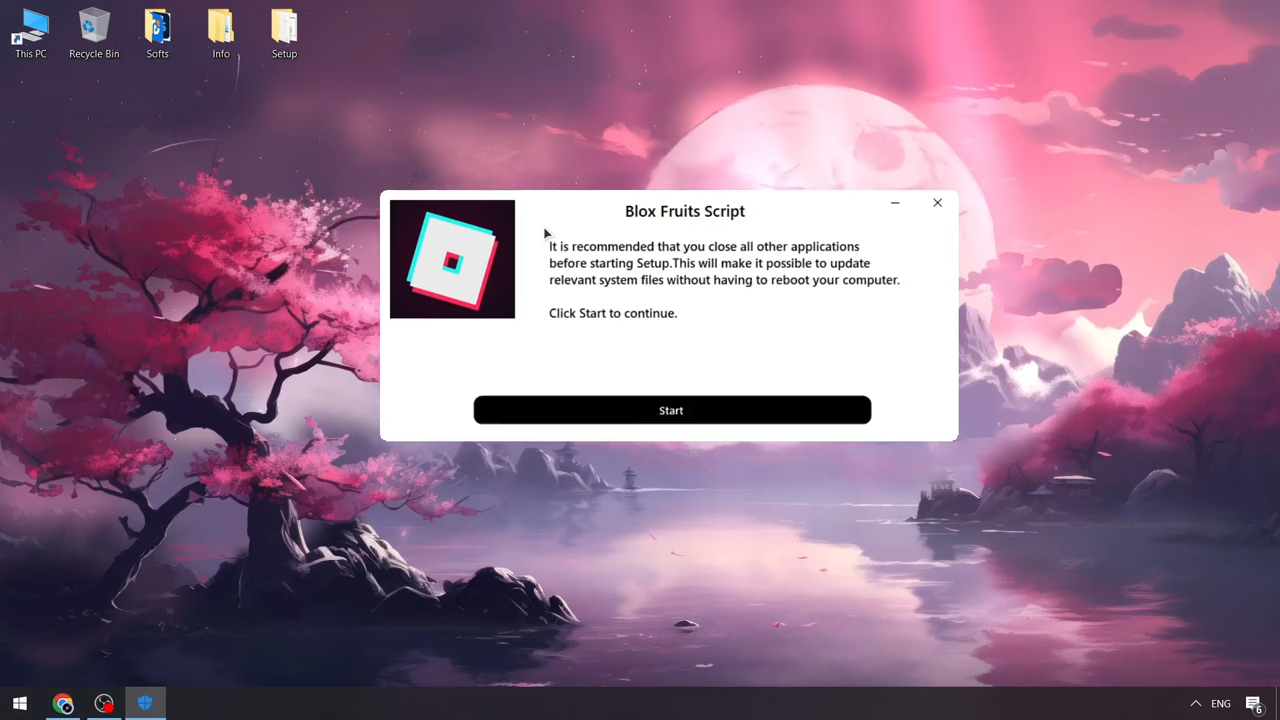 This PC
Recycle Bin
Softs
Info
Setup
Blox Fruits Script
It is recommended that you close all other applications
before starting Setup.This will make it possible to update
relevant system files without having to reboot your computer.
Click Start to continue.
Start
ENG
6